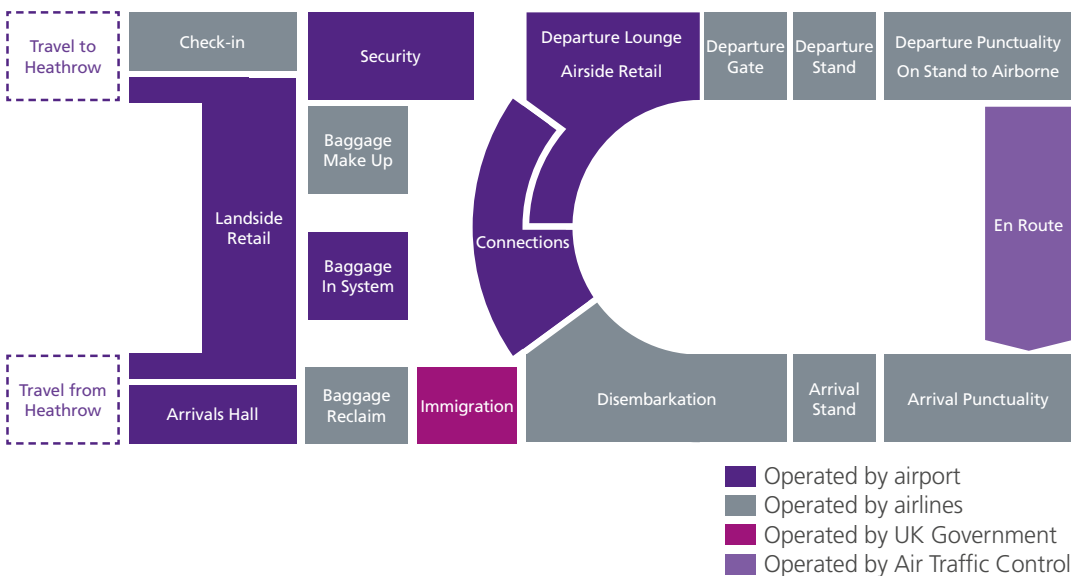 Travel to
Heathrow
Check-in
Security
Departure Lounge
Airside Retail
Departure
Gate
Departure
Stand
Departure Punctuality
On Stand to Airborne
Baggage
Make Up
Landside
Retail
Connections
En Route
Baggage
In System
Travel from
Heathrow
Arrivals Hall
Baggage
Reclaim
Immigration
Disembarkation
Arrival
Stand
Arrival Punctuality
Operated by airport
Operated by airlines
Operated by UK Government
Operated by Air Traffic Control